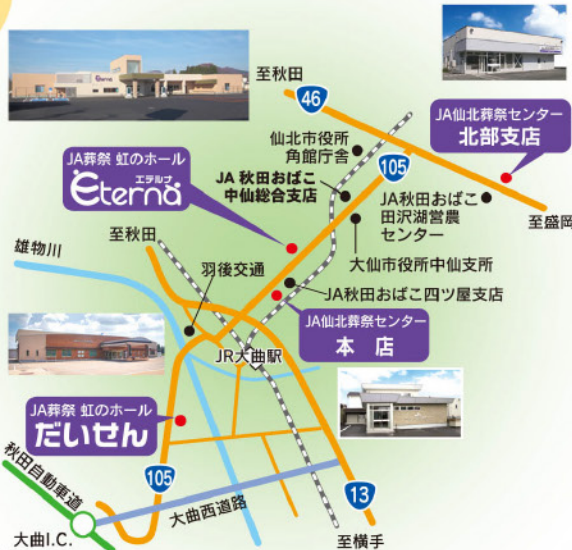 至秋田
46
JA仙北葬祭センター
北部支店
仙北市役所
角館庁舎
105
JA葬祭 虹のホール
エテルナ
Eterna
JA 秋田おばこ
中仙総合支店
JA秋田おばこ
田沢湖営農
センター
至盛岡
至秋田
雄物川
羽後交通
大仙市役所中仙支所
JA秋田おばこ四ツ屋支店
JA仙北葬祭センター
本 店
JR大曲駅
JA葬祭 虹のホール
だいせん
秋田自動車道
105
大曲西道路
13
大曲I.C.
至横手
Eterna